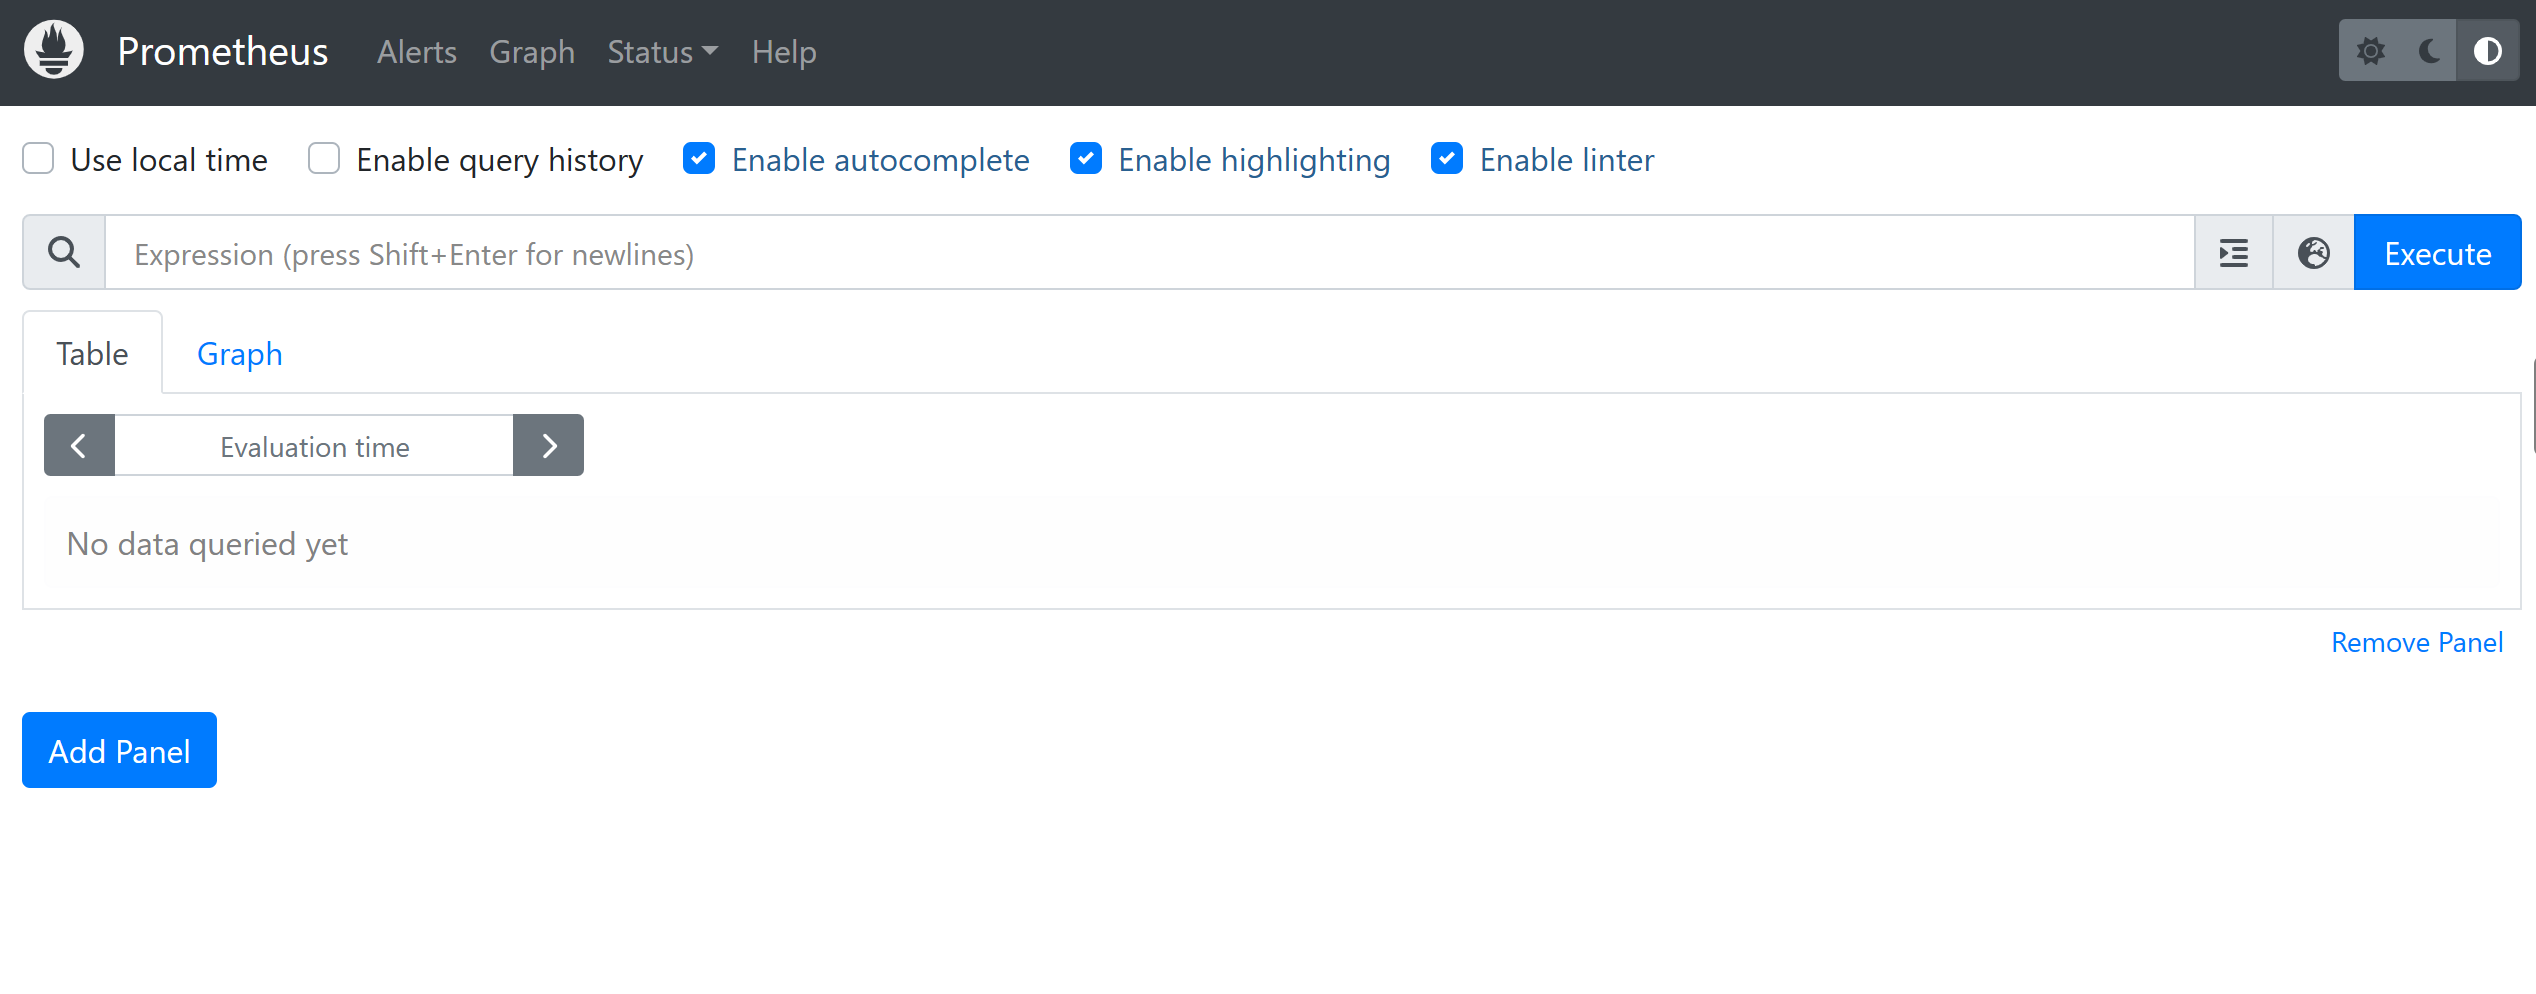 Prometheus Alerts Graph Status Help
Use local time Enable query history Enable autocomplete Enable highlighting Enable linter
Expression (press Shift+Enter for newlines) Execute
Table Graph
Evaluation time
No data queried yet
Remove Panel
Add Panel